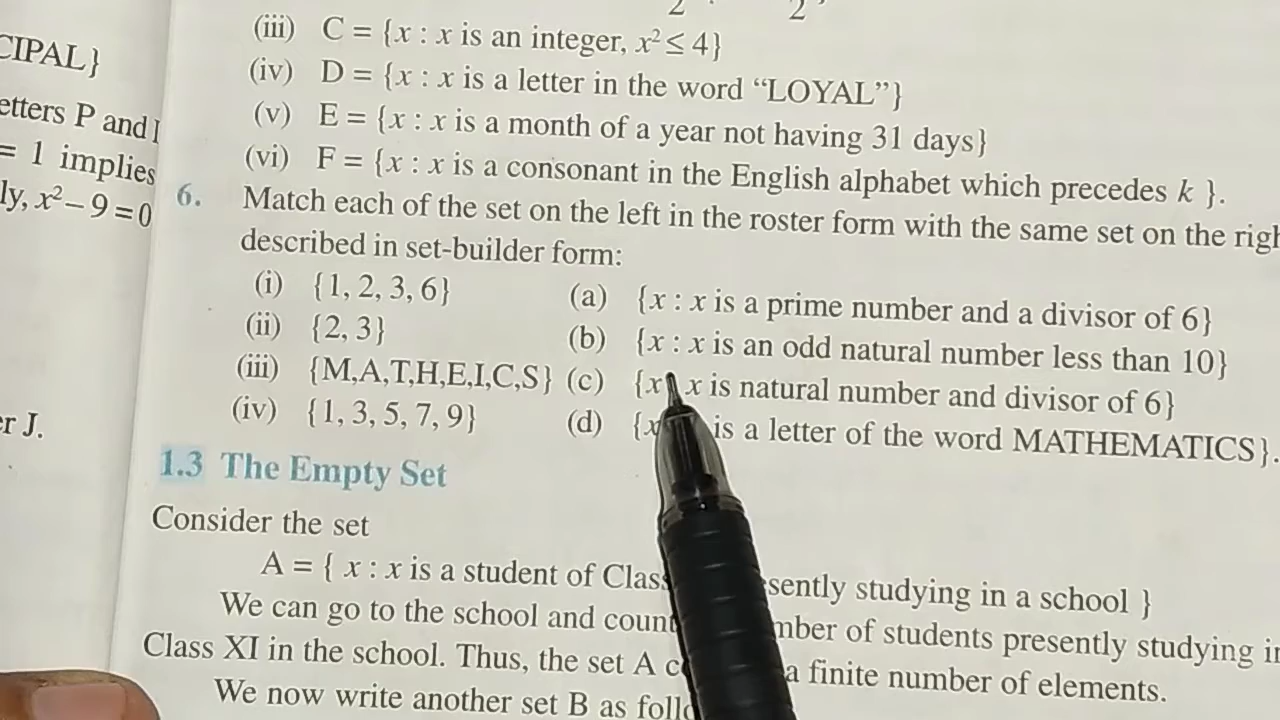 CIPAL}
etters P and I
= 1 implies
ly, x² – 9 = 0
er J.
2 2 ,
(iii) C = {x : x is an integer, x² ≤ 4}
(iv) D = {x : x is a letter in the word “LOYAL”}
(v) E = {x : x is a month of a year not having 31 days}
(vi) F = {x : x is a consonant in the English alphabet which precedes k }.
6. Match each of the set on the left in the roster form with the same set on the righ
described in set-builder form:
(i) {1, 2, 3, 6} (a) {x : x is a prime number and a divisor of 6}
(ii) {2, 3} (b) {x : x is an odd natural number less than 10}
(iii) {M,A,T,H,E,I,C,S} (c) {x x is natural number and divisor of 6}
(iv) {1, 3, 5, 7, 9} (d) {x is a letter of the word MATHEMATICS}.
1.3 The Empty Set
Consider the set
A = { x : x is a student of Class sently studying in a school }
We can go to the school and count mber of students presently studying in
Class XI in the school. Thus, the set A c a finite number of elements.
We now write another set B as follo